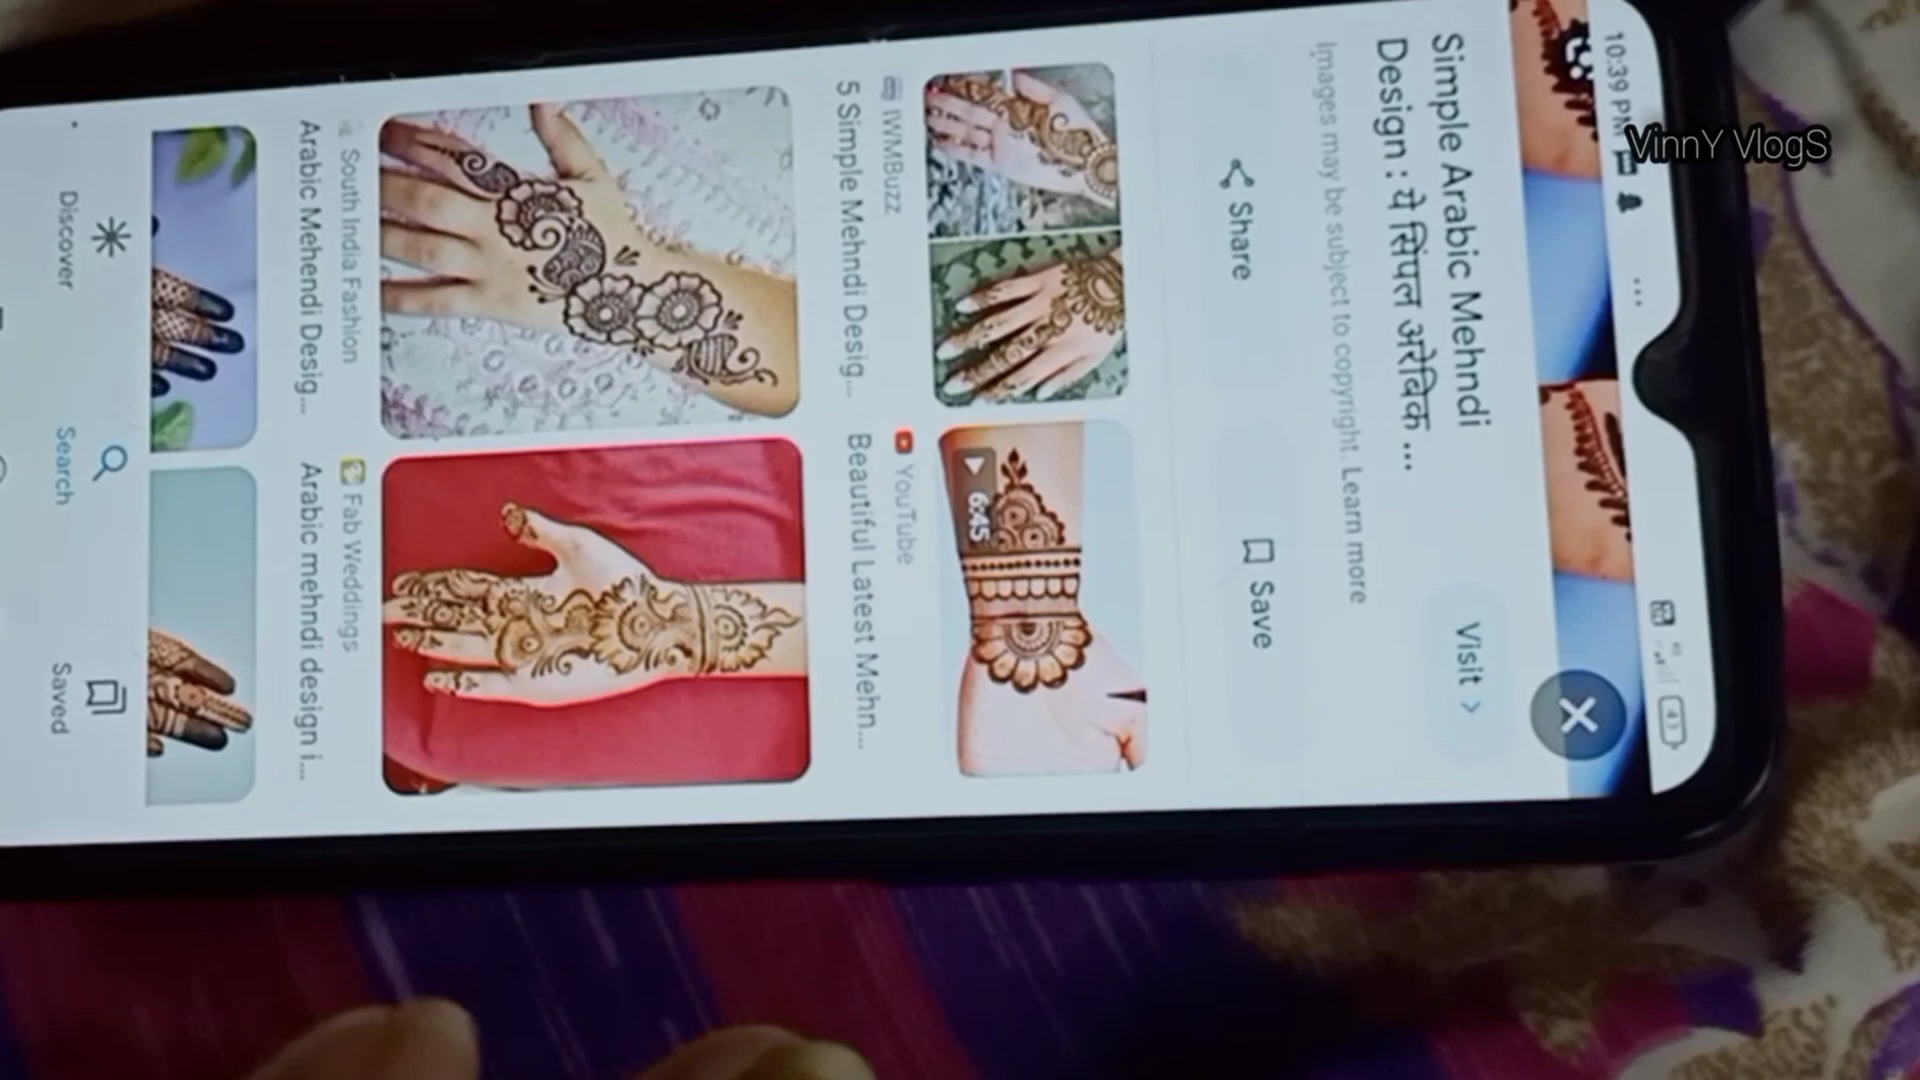 10:39 PM
...
4G
43
VinnY VlogS
Simple Arabic Mehndi
Design : ये सिंपल अरेबिक ...
Visit >
Images may be subject to copyright. Learn more
Share
Save
6:45
IWMBuzz
5 Simple Mehndi Desig...
YouTube
Beautiful Latest Mehn...
South India Fashion
Arabic Mehendi Desig...
Fab Weddings
Arabic mehndi design i...
Discover
Search
Saved